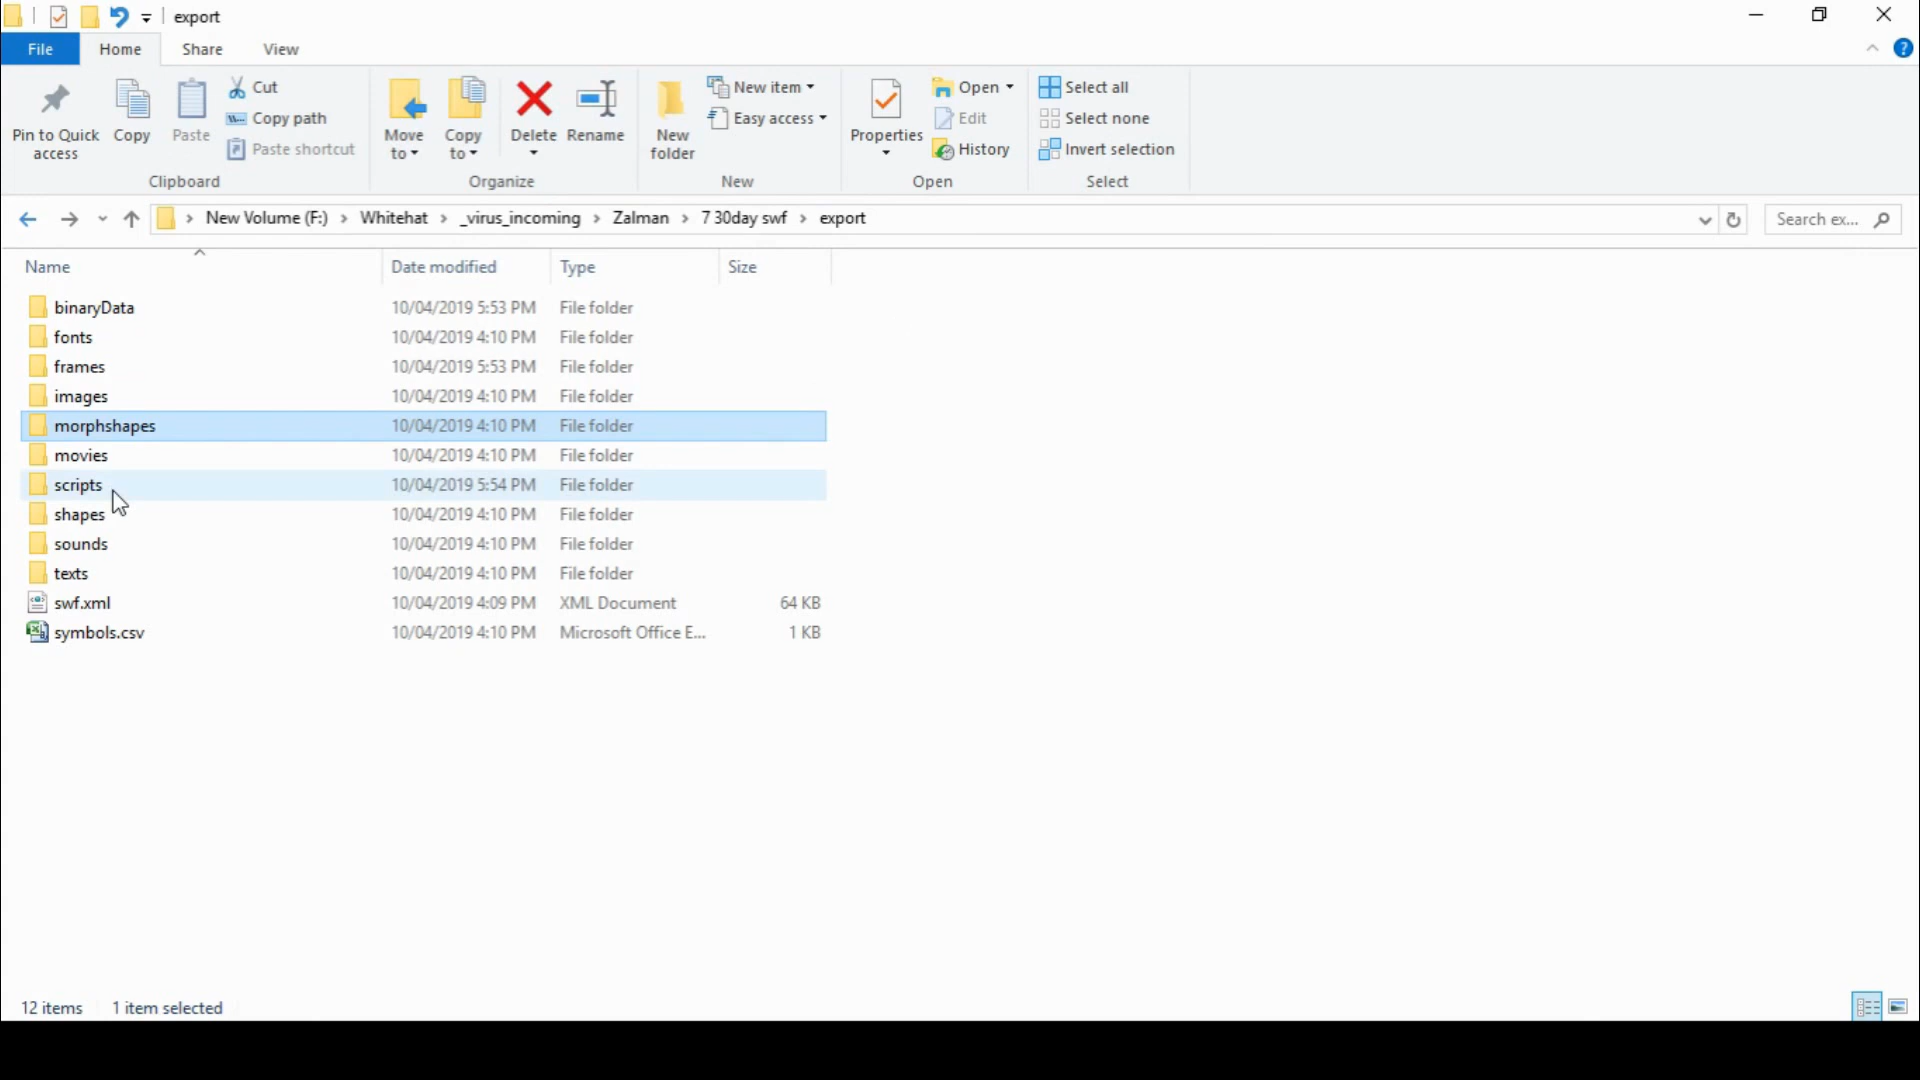 export
File Home Share View
Cut
Copy path
Paste shortcut
Pin to Quick access
Copy
Paste
Clipboard
Move to
Copy to
Delete
Rename
Organize
New folder
New item
Easy access
New
Properties
Open
Edit
History
Open
Select all
Select none
Invert selection
Select
New Volume (F:) Whitehat _virus_incoming Zalman 7 30day swf export
Search ex...
Name Date modified Type Size
binaryData 10/04/2019 5:53 PM File folder
fonts 10/04/2019 4:10 PM File folder
frames 10/04/2019 5:53 PM File folder
images 10/04/2019 4:10 PM File folder
morphshapes 10/04/2019 4:10 PM File folder
movies 10/04/2019 4:10 PM File folder
scripts 10/04/2019 5:54 PM File folder
shapes 10/04/2019 4:10 PM File folder
sounds 10/04/2019 4:10 PM File folder
texts 10/04/2019 4:10 PM File folder
swf.xml 10/04/2019 4:09 PM XML Document 64 KB
symbols.csv 10/04/2019 4:10 PM Microsoft Office E... 1 KB
12 items 1 item selected